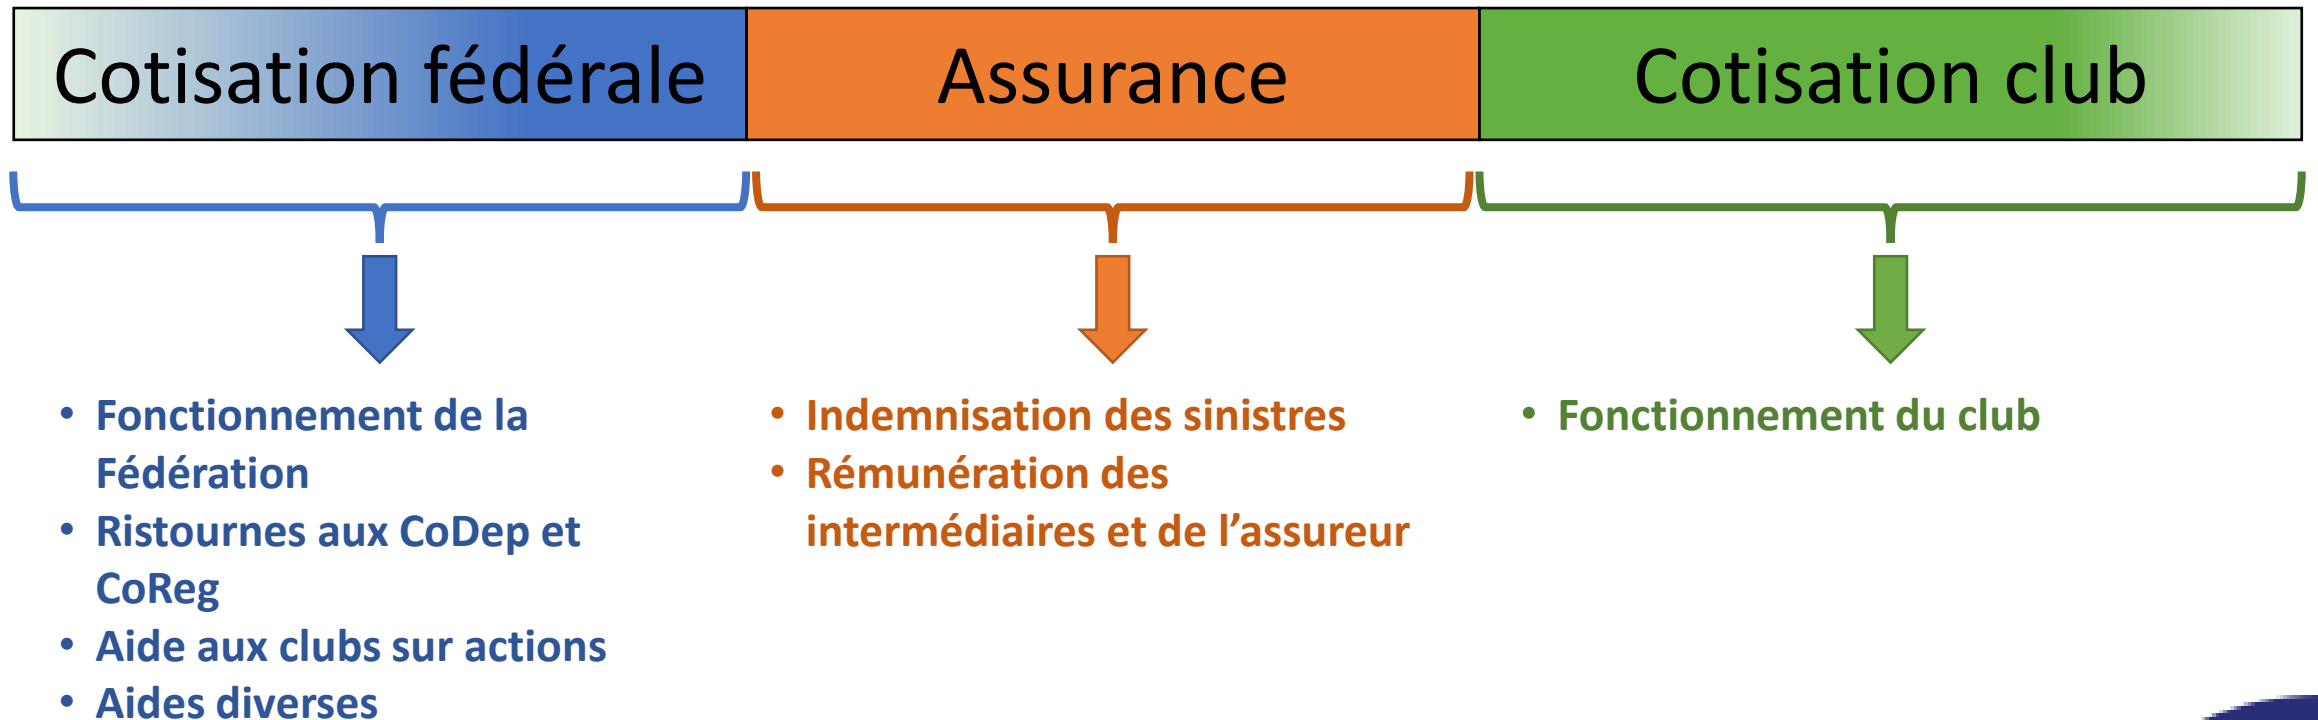 Cotisation fédérale
Assurance
Cotisation club
• Fonctionnement de la
Fédération
• Ristournes aux CoDep et
CoReg
• Aide aux clubs sur actions
• Aides diverses
• Indemnisation des sinistres
• Rémunération des
intermédiaires et de l’assureur
• Fonctionnement du club